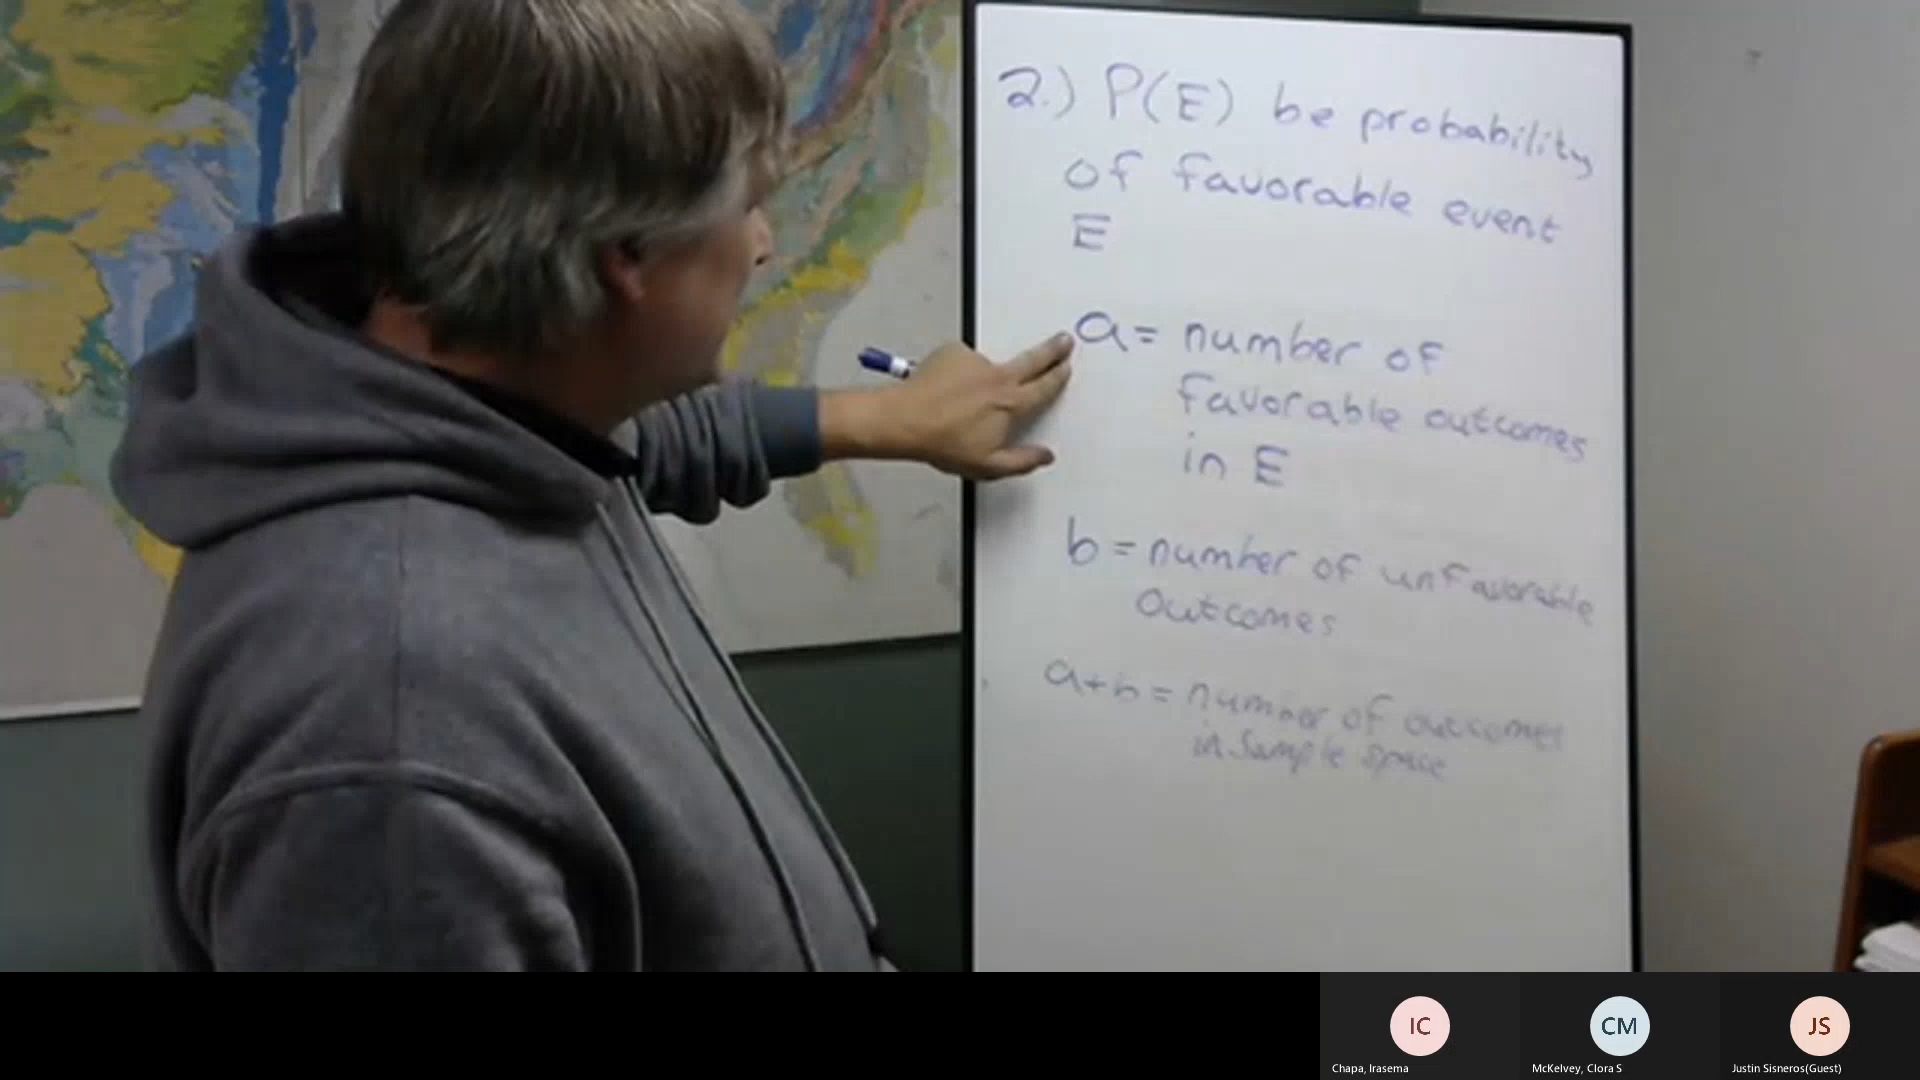 2.) P(E) be probability
of favorable event
E
a = number of
favorable outcomes
in E
b = number of unfavorable
outcomes
a+b = number of outcomes
in sample space
IC
CM
JS
Chapa, Irasema
McKelvey, Clora S
Justin Sisneros(Guest)